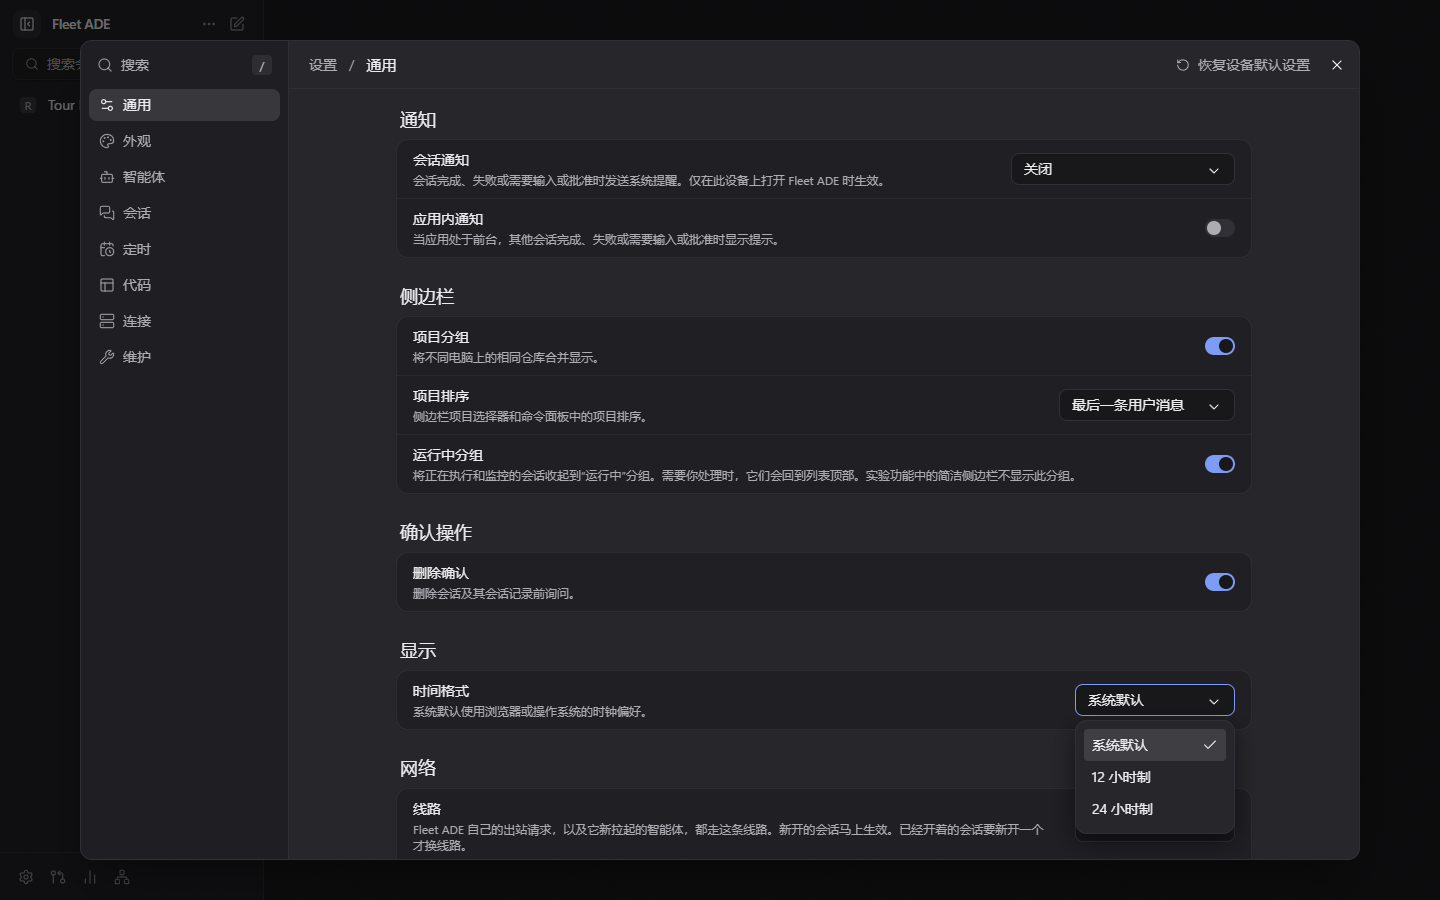 Fleet ADE
搜索
Tour
搜索
/
通用
外观
智能体
会话
定时
代码
连接
维护
设置 / 通用
恢复设备默认设置
通知
会话通知
会话完成、失败或需要输入或批准时发送系统提醒。仅在此设备上打开 Fleet ADE 时生效。
关闭
应用内通知
当应用处于前台，其他会话完成、失败或需要输入或批准时显示提示。
侧边栏
项目分组
将不同电脑上的相同仓库合并显示。
项目排序
侧边栏项目选择器和命令面板中的项目排序。
最后一条用户消息
运行中分组
将正在执行和监控的会话收起到“运行中”分组。需要你处理时，它们会回到列表顶部。实验功能中的简洁侧边栏不显示此分组。
确认操作
删除确认
删除会话及其会话记录前询问。
显示
时间格式
系统默认使用浏览器或操作系统的时钟偏好。
系统默认
系统默认
12 小时制
24 小时制
网络
线路
Fleet ADE 自己的出站请求，以及它新拉起的智能体，都走这条线路。新开的会话马上生效。已经开着的会话要新开一个
才换线路。
R